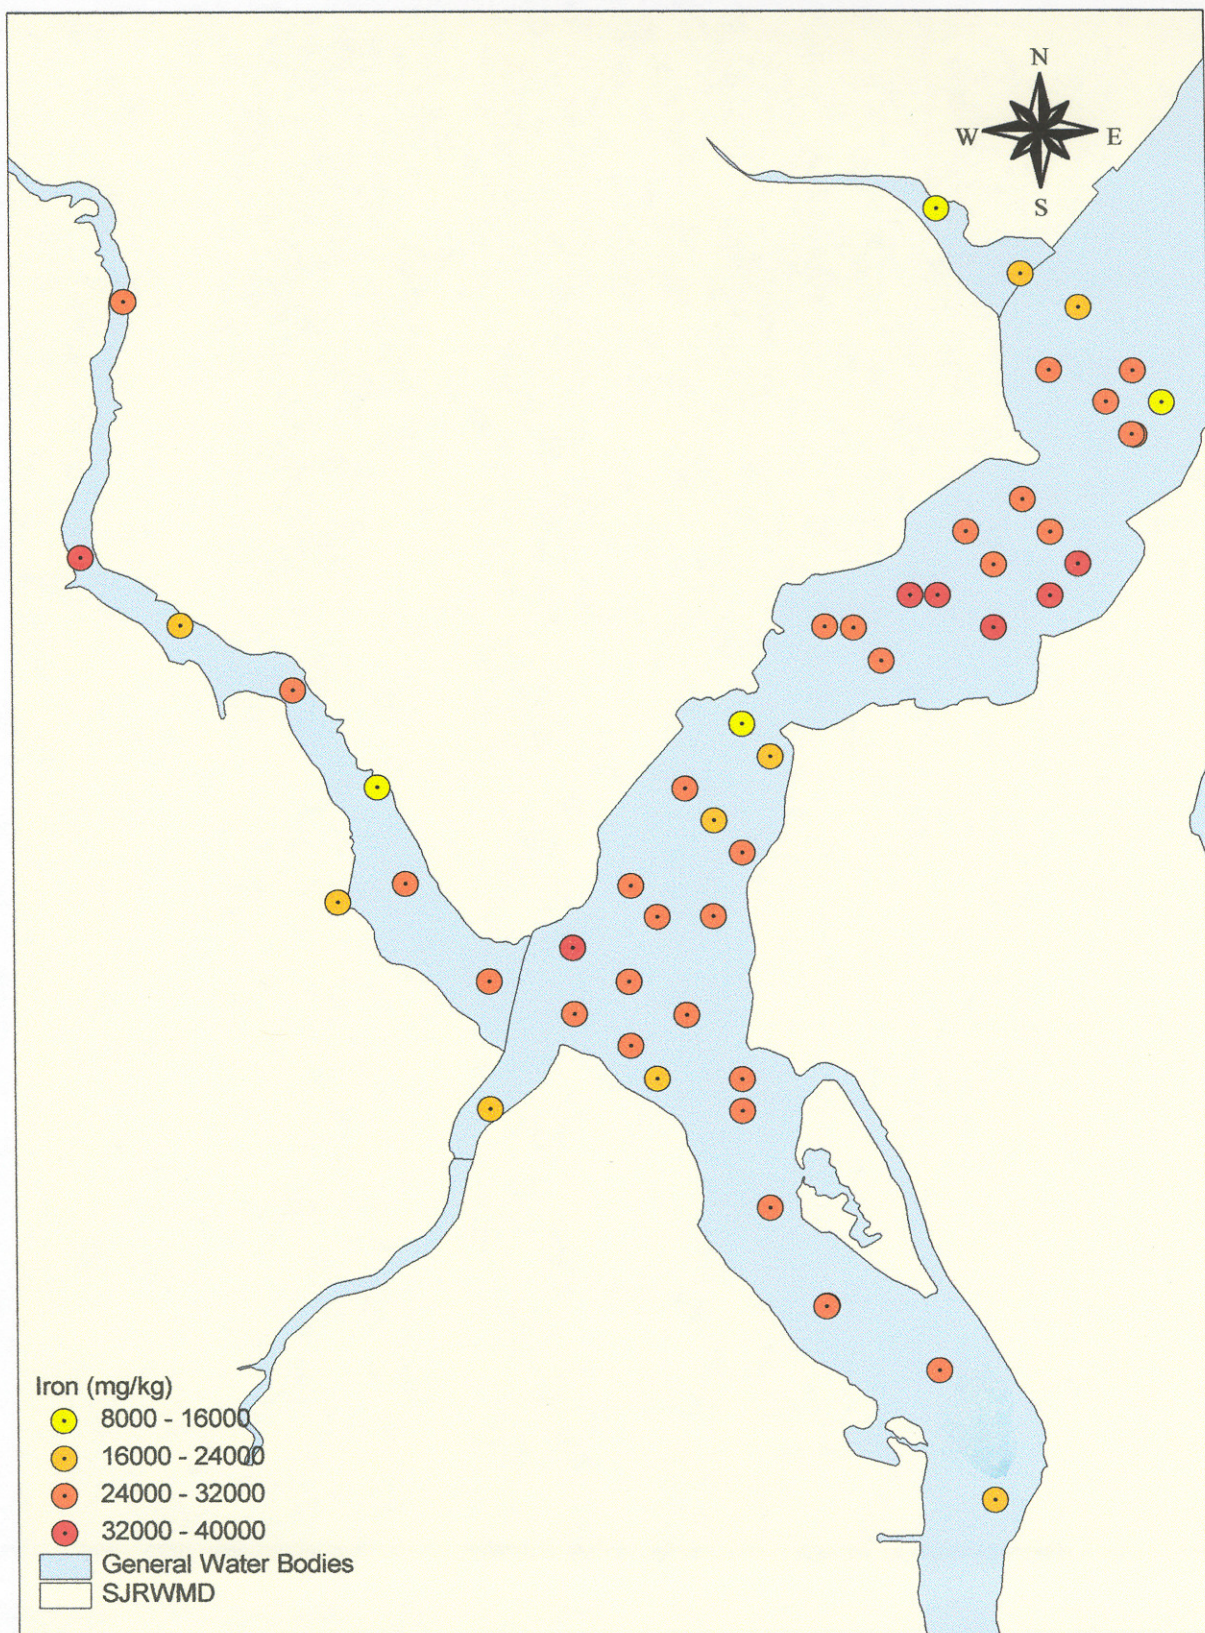 N
W E
S
Iron (mg/kg)
8000 - 16000
16000 - 24000
24000 - 32000
32000 - 40000
General Water Bodies
SJRWMD